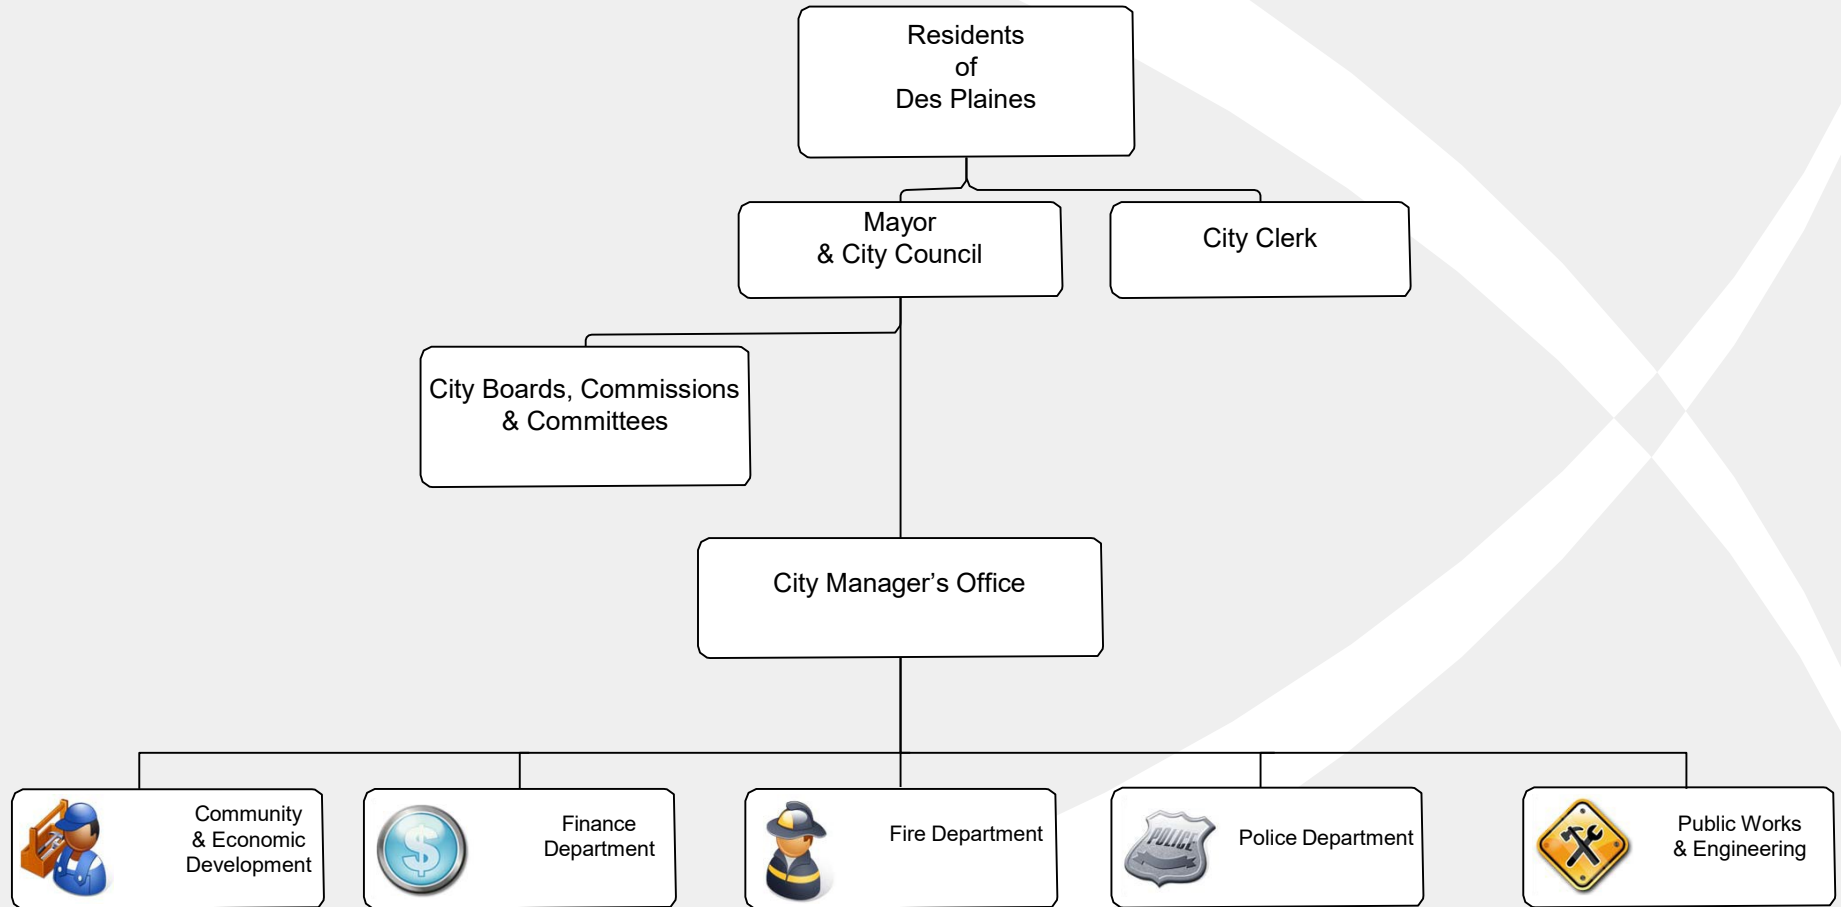 Residents
of
Des Plaines
Mayor
& City Council
City Clerk
City Boards, Commissions
& Committees
City Manager’s Office
Community
& Economic
Development
Finance
Department
Fire Department
POLICE
Police Department
Public Works
& Engineering